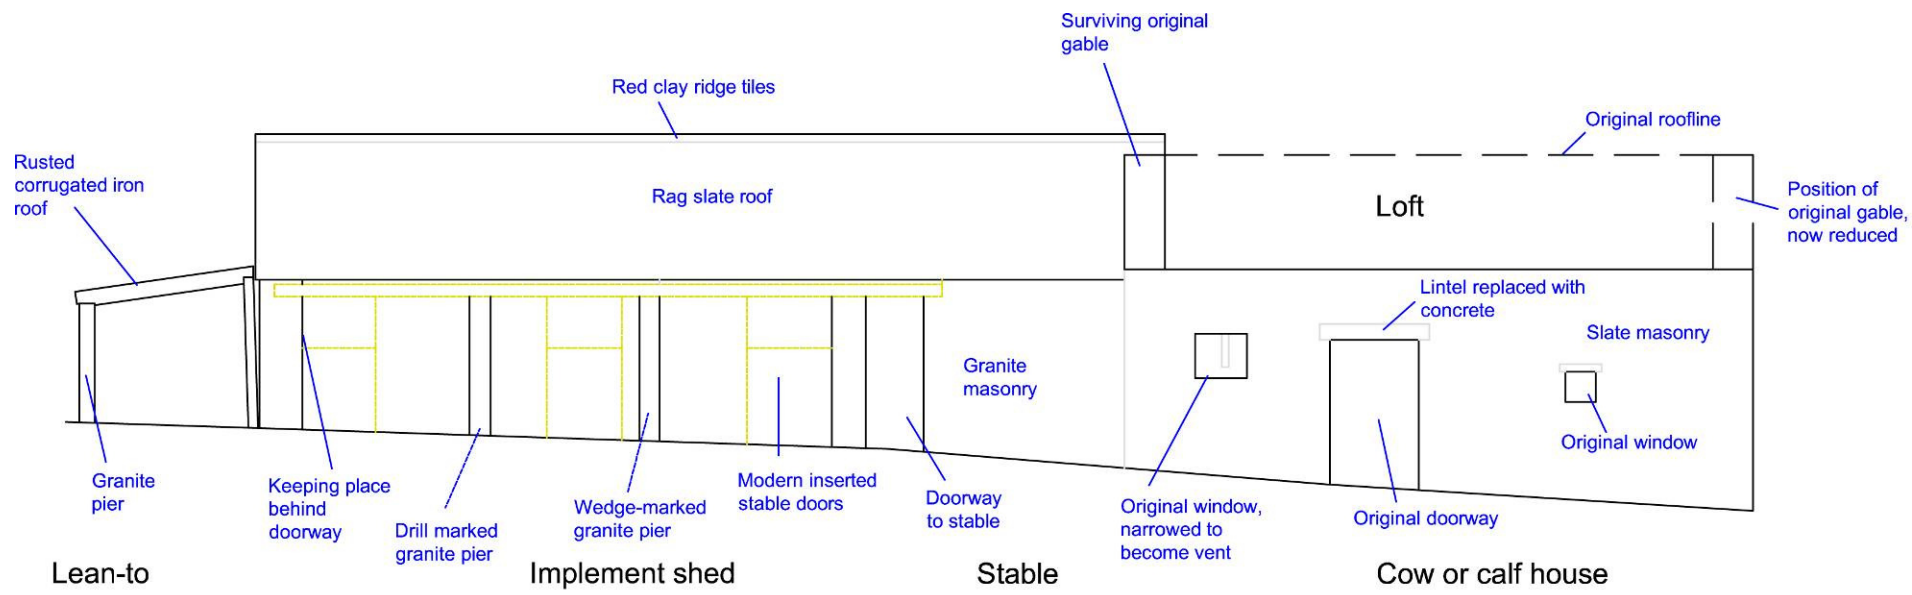 Surviving original
gable
Red clay ridge tiles
Original roofline
Rusted
corrugated iron
roof
Rag slate roof
Loft
Position of
original gable,
now reduced
Lintel replaced with
concrete
Slate masonry
Granite
masonry
Original window
Granite
pier
Keeping place
behind
doorway
Drill marked
granite pier
Wedge-marked
granite pier
Modern inserted
stable doors
Doorway
to stable
Original window,
narrowed to
become vent
Original doorway
Lean-to
Implement shed
Stable
Cow or calf house